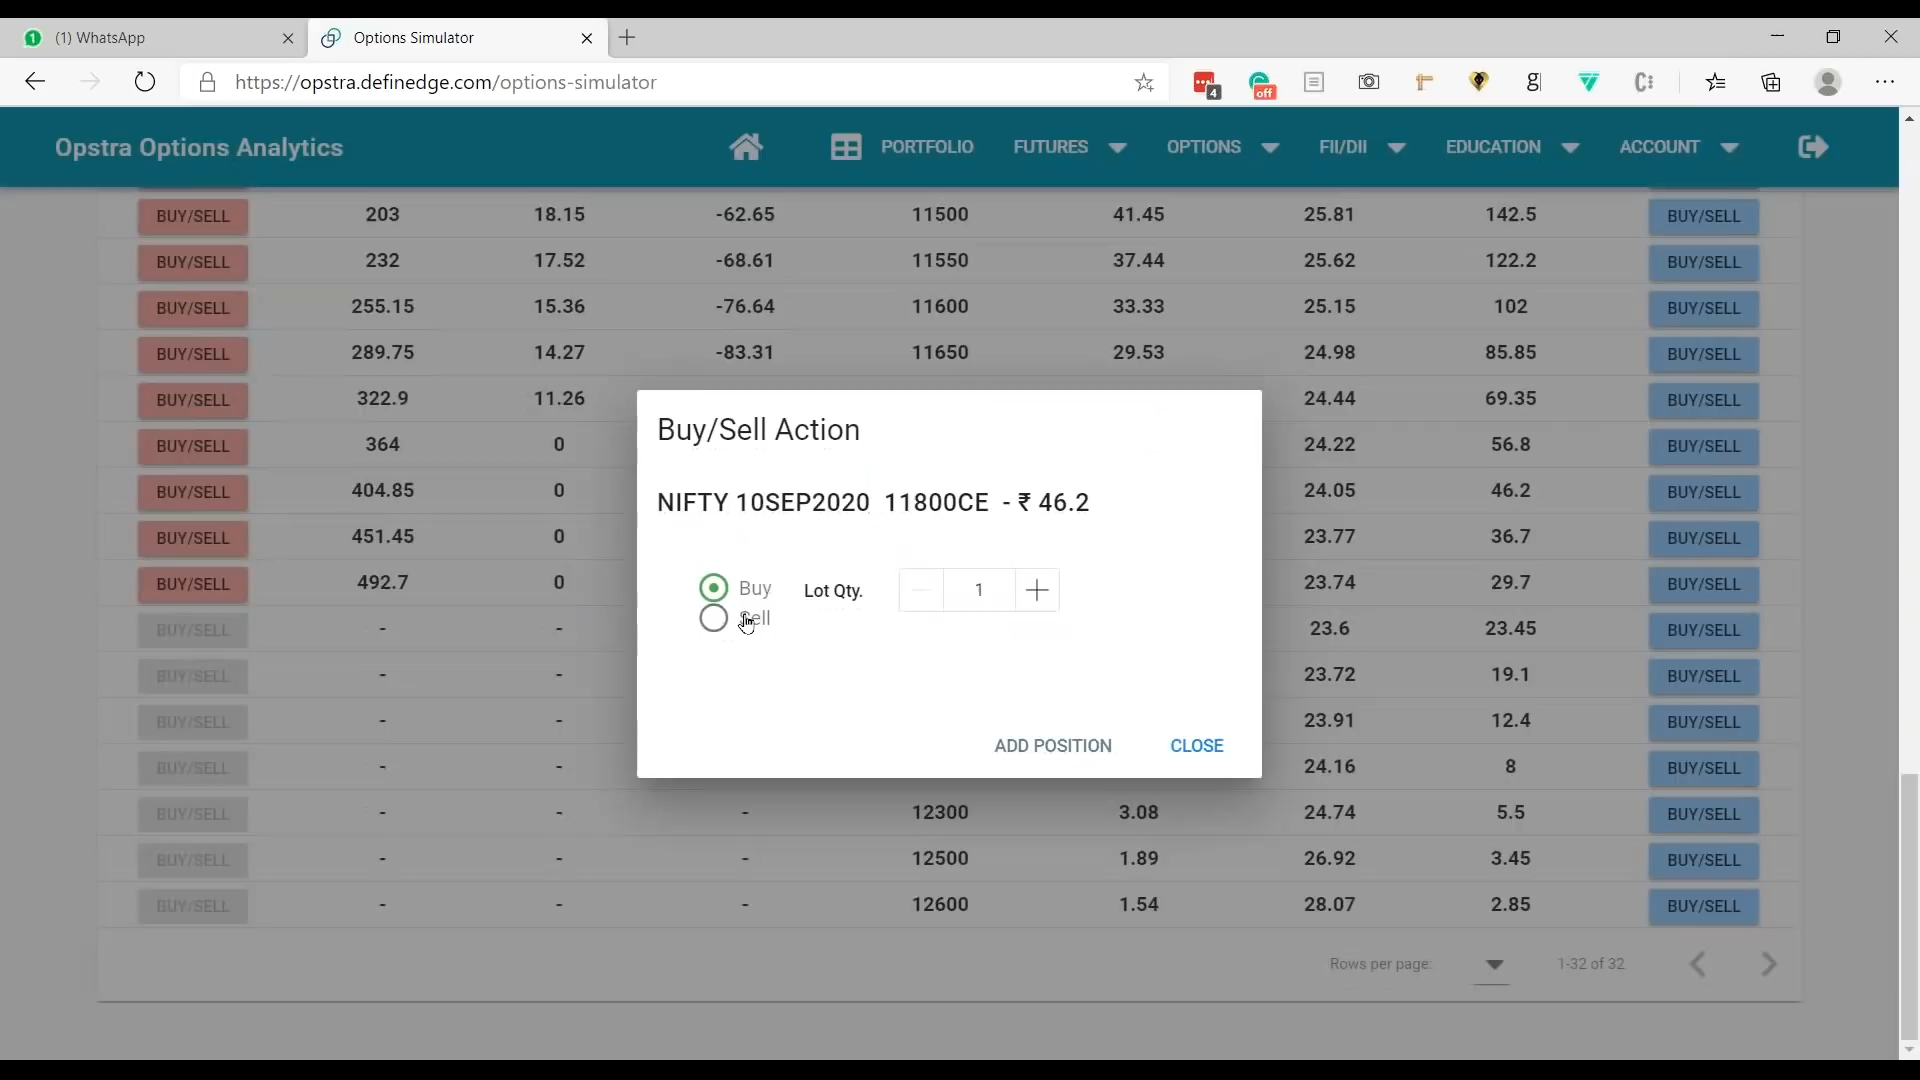 (1) WhatsApp
Options Simulator
https://opstra.definedge.com/options-simulator
4
off
g
Opstra Options Analytics
PORTFOLIO
FUTURES
OPTIONS
FII/DII
EDUCATION
ACCOUNT
BUY/SELL 203 18.15 -62.65 11500 41.45 25.81 142.5 BUY/SELL
BUY/SELL 232 17.52 -68.61 11550 37.44 25.62 122.2 BUY/SELL
BUY/SELL 255.15 15.36 -76.64 11600 33.33 25.15 102 BUY/SELL
BUY/SELL 289.75 14.27 -83.31 11650 29.53 24.98 85.85 BUY/SELL
BUY/SELL 322.9 11.26 24.44 69.35 BUY/SELL
BUY/SELL 364 0 24.22 56.8 BUY/SELL
BUY/SELL 404.85 0 24.05 46.2 BUY/SELL
BUY/SELL 451.45 0 23.77 36.7 BUY/SELL
BUY/SELL 492.7 0 23.74 29.7 BUY/SELL
BUY/SELL - - 23.6 23.45 BUY/SELL
BUY/SELL - - 23.72 19.1 BUY/SELL
BUY/SELL - - 23.91 12.4 BUY/SELL
BUY/SELL - - 24.16 8 BUY/SELL
BUY/SELL - - - 12300 3.08 24.74 5.5 BUY/SELL
BUY/SELL - - - 12500 1.89 26.92 3.45 BUY/SELL
BUY/SELL - - - 12600 1.54 28.07 2.85 BUY/SELL
Buy/Sell Action
NIFTY 10SEP2020 11800CE - ₹ 46.2
Buy
Sell
Lot Qty.
1
ADD POSITION
CLOSE
Rows per page:
1-32 of 32